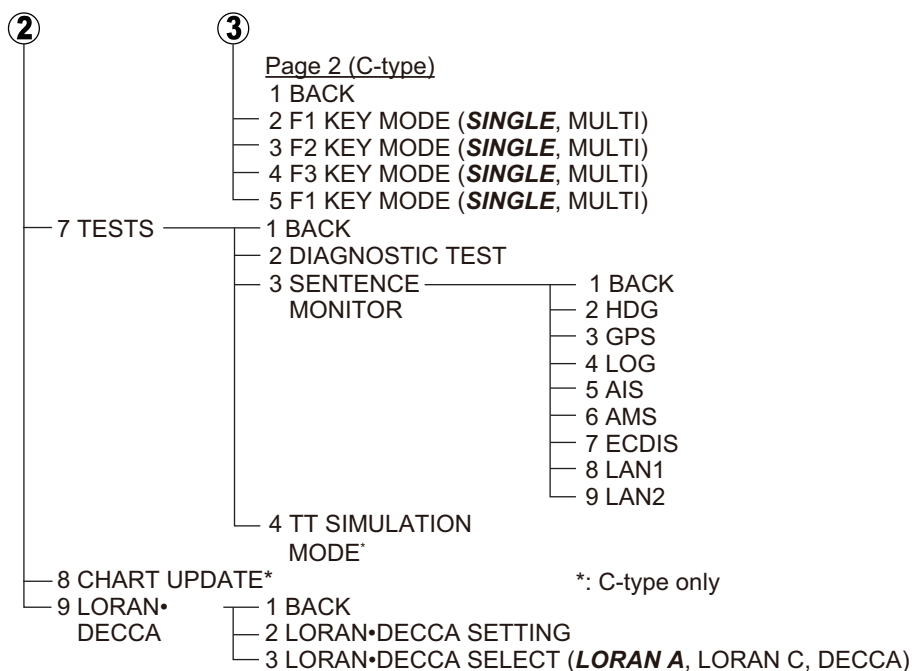 2 3
Page 2 (C-type)
1 BACK
2 F1 KEY MODE (SINGLE, MULTI)
3 F2 KEY MODE (SINGLE, MULTI)
4 F3 KEY MODE (SINGLE, MULTI)
5 F1 KEY MODE (SINGLE, MULTI)
7 TESTS
1 BACK
2 DIAGNOSTIC TEST
3 SENTENCE
MONITOR
1 BACK
2 HDG
3 GPS
4 LOG
5 AIS
6 AMS
7 ECDIS
8 LAN1
9 LAN2
4 TT SIMULATION
MODE*
8 CHART UPDATE*
*: C-type only
9 LORAN•
DECCA
1 BACK
2 LORAN•DECCA SETTING
3 LORAN•DECCA SELECT (LORAN A, LORAN C, DECCA)